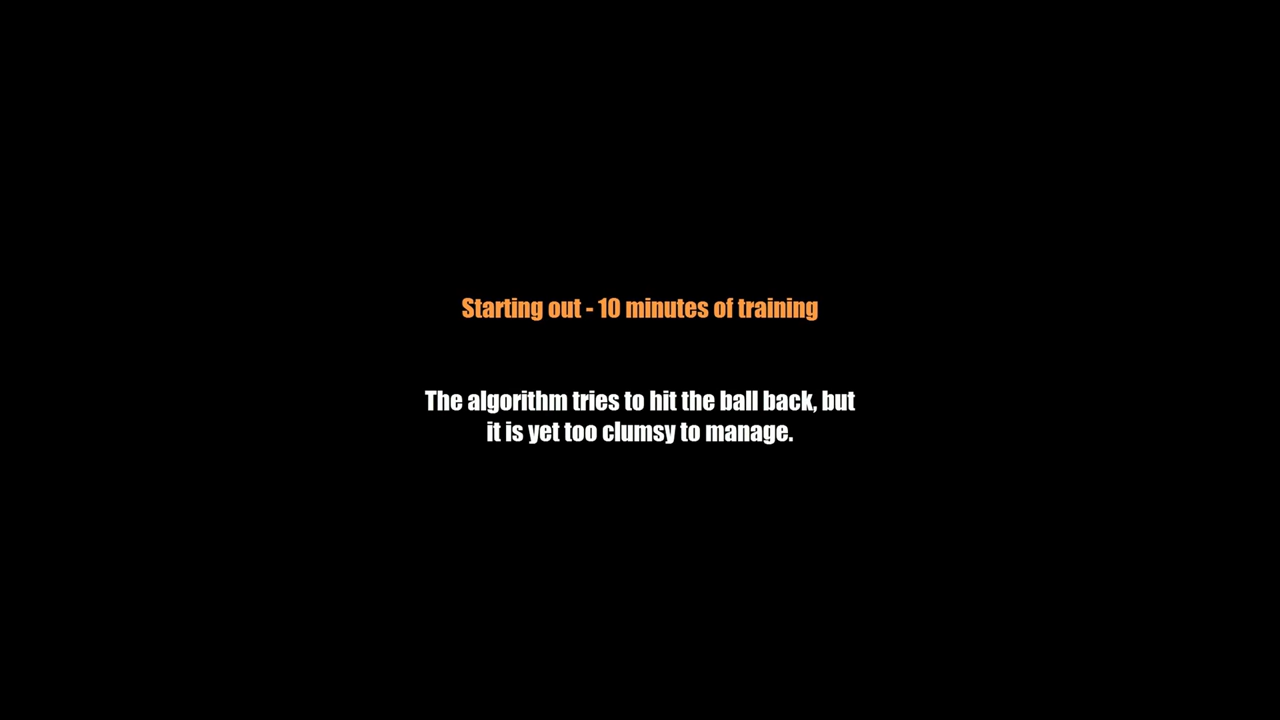 Starting out - 10 minutes of training
The algorithm tries to hit the ball back, but
it is yet too clumsy to manage.